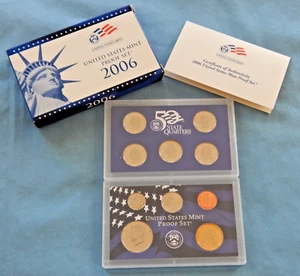 UNITED STATES MINT
PROOF SET
2006
2006
Certificate of Authenticity
2006 United States Mint Proof Set
50
STATE
QUARTERS
UNITED STATES MINT
PROOF SET